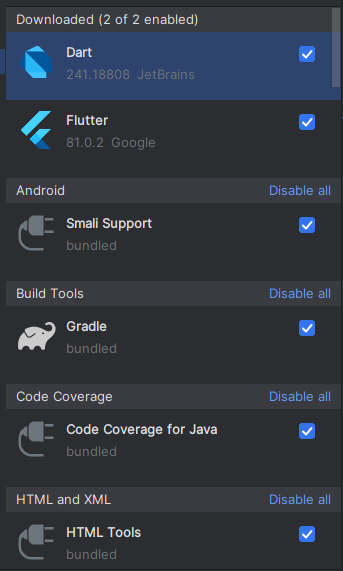 Downloaded (2 of 2 enabled)
Dart
241.18808 JetBrains
Flutter
81.0.2 Google
Android Disable all
Smali Support
bundled
Build Tools Disable all
Gradle
bundled
Code Coverage Disable all
Code Coverage for Java
bundled
HTML and XML Disable all
HTML Tools
bundled